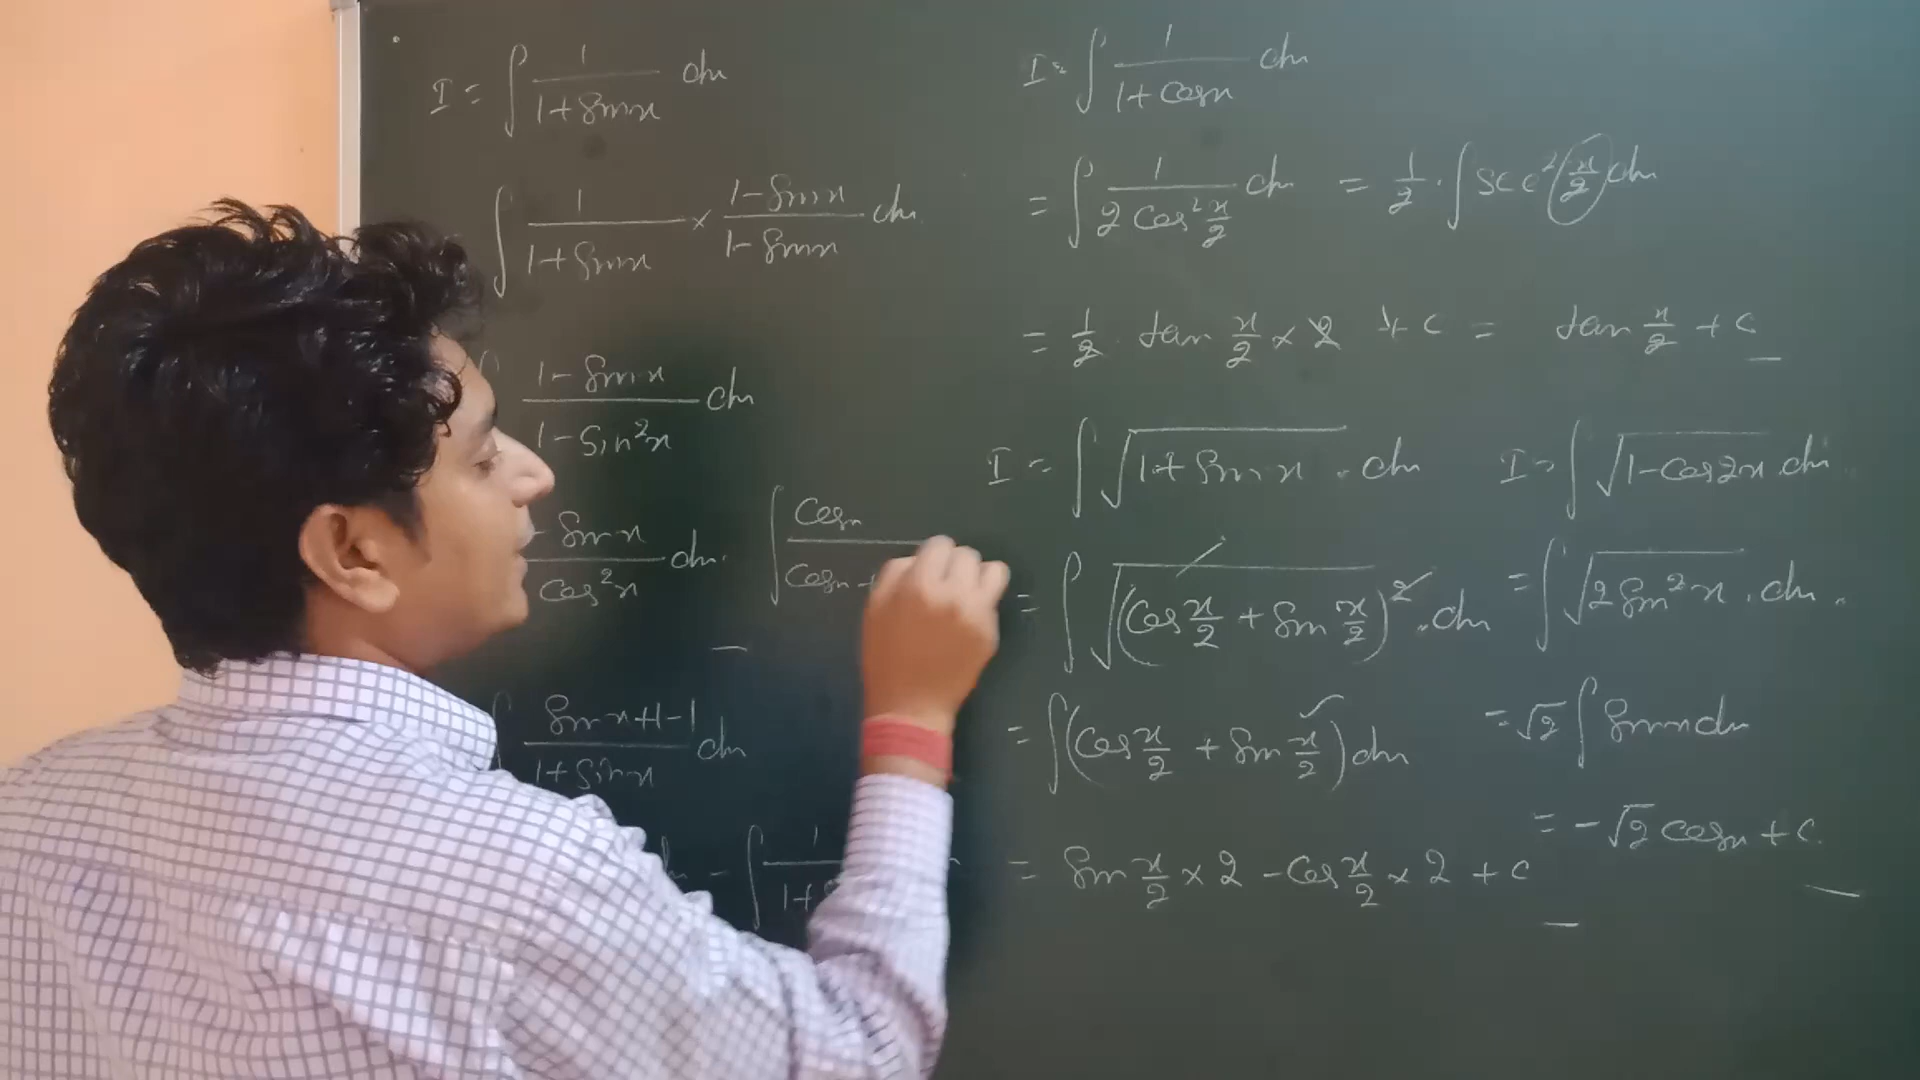 I = ∫ 1/(1+Sinx) dx
∫ 1/(1+Sinx) × (1-Sinx)/(1-Sinx) dx
(1-Sinx)/(1-Sin²x) dx
- Sinx/cos²x dx.
∫ Cosx/(Cosx +
∫ (Sinx+1-1)/(1+Sinx) dx
- ∫ 1/(1+
I = ∫ 1/(1+Cosx) dx
= ∫ 1/(2 Cos² x/2) dx = 1/2 . ∫ Sec² (x/2) dx
= 1/2 . tan x/2 × 2 + c = tan x/2 + c
I = ∫ √(1+Sinx) . dx
= ∫ √(Cos x/2 + Sin x/2)² . dx
= ∫ (Cos x/2 + Sin x/2) dx
= Sin x/2 × 2 - Cos x/2 × 2 + c
I = ∫ √(1-Cos2x) . dx
= ∫ √(2 Sin²x) . dx.
= √2 ∫ Sinx dx
= -√2 Cosx + c.